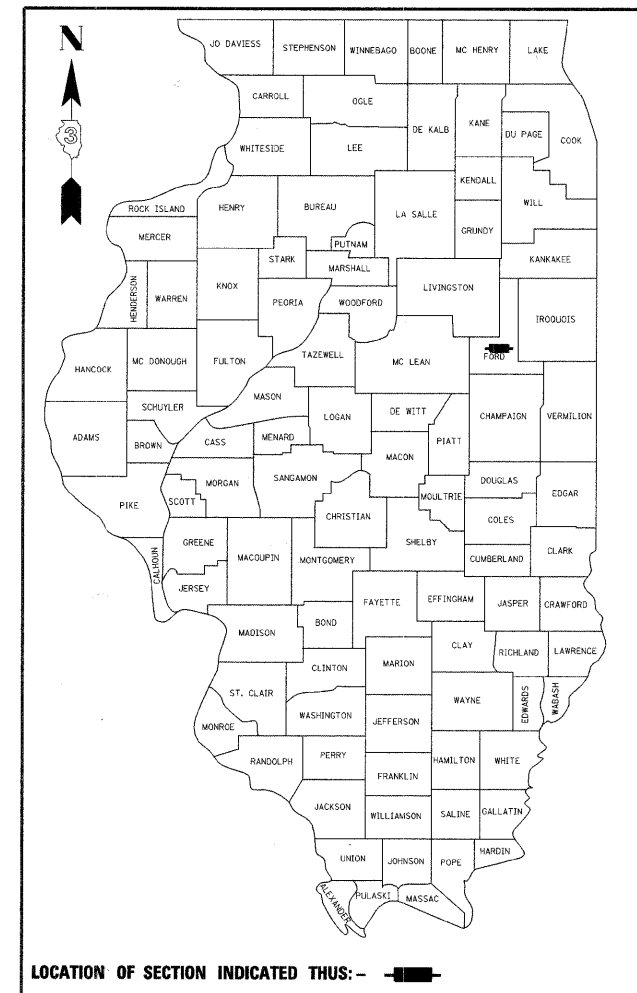 N
3
JO DAVIESS STEPHENSON WINNEBAGO BOONE MC HENRY LAKE
CARROLL OGLE DE KALB KANE DU PAGE COOK
WHITESIDE LEE
KENDALL WILL
ROCK ISLAND HENRY BUREAU LA SALLE GRUNDY
MERCER PUTNAM KANKAKEE
STARK MARSHALL
HENDERSON WARREN KNOX PEORIA WOODFORD LIVINGSTON IROQUOIS
FORD
HANCOCK MC DONOUGH FULTON TAZEWELL MC LEAN
SCHUYLER MASON LOGAN DE WITT CHAMPAIGN VERMILION
ADAMS BROWN CASS MENARD MACON PIATT
PIKE SCOTT MORGAN SANGAMON MOULTRIE DOUGLAS EDGAR
CHRISTIAN COLES
CALHOUN GREENE MACOUPIN MONTGOMERY SHELBY CUMBERLAND CLARK
JERSEY FAYETTE EFFINGHAM JASPER CRAWFORD
MADISON BOND
CLINTON MARION CLAY RICHLAND LAWRENCE
ST. CLAIR WASHINGTON JEFFERSON WAYNE EDWARDS WABASH
MONROE
RANDOLPH PERRY FRANKLIN HAMILTON WHITE
JACKSON WILLIAMSON SALINE GALLATIN
UNION JOHNSON POPE HARDIN
ALEXANDER PULASKI MASSAC
LOCATION OF SECTION INDICATED THUS: -